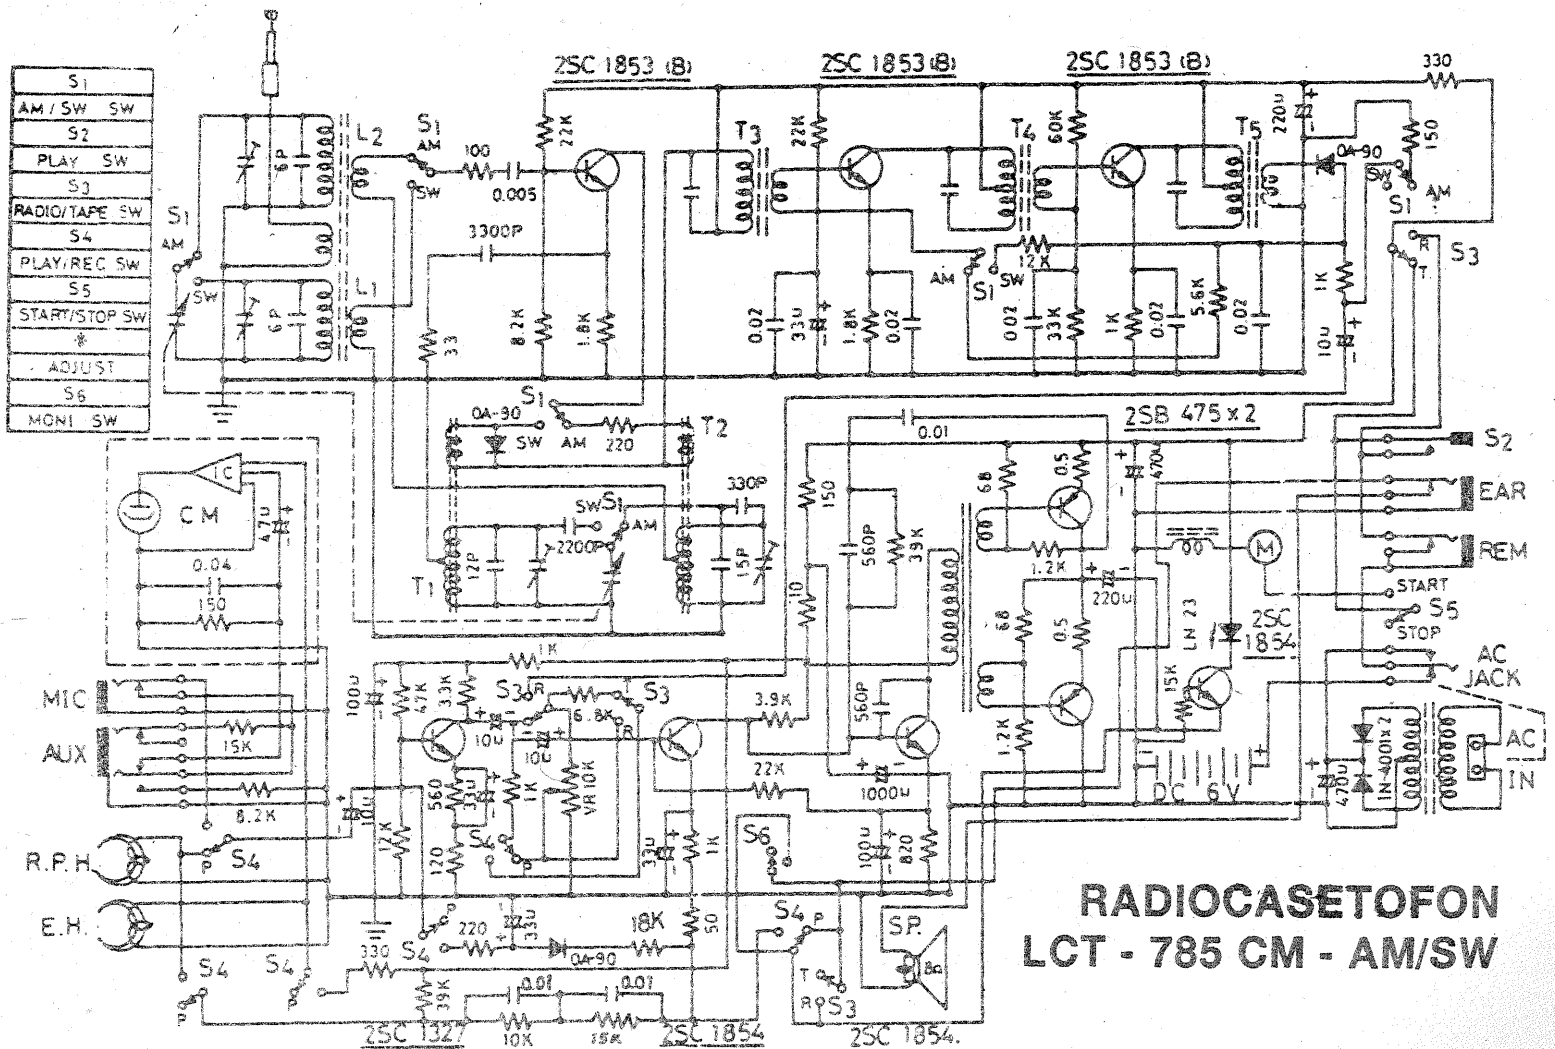 S1
AM / SW SW
S2
PLAY SW
S3
RADIO/TAPE SW
S4
PLAY/REC SW
S5
START/STOP SW
*
ADJUST
S6
MONI SW
2SC 1853 (B)
2SC 1853 (B)
2SC 1853 (B)
330
L2
S1
AM
SW
6P
100
0.005
22K
T3
22K
T4
60K
T5
220u
+
-
0A-90
150
SW
AM
S1
S1
AM
SW
6P
L1
3300P
33
8.2K
1.8K
0.02
33u
+
-
1.8K
0.02
AM
S1
SW
12K
0.02
33K
1K
0.02
5.6K
0.02
1K
10u
+
-
R
T
S3
0A-90
S1
SW
AM
220
T2
0.01
2SB 475 x 2
S2
EAR
REM
START
S5
STOP
AC
JACK
AC
IN
IC
CM
47u
+
-
0.04
150
T1
12P
2200P
SW
S1
AM
330P
15P
150
10
560P
39K
68
0.5
1.2K
220u
+
-
68
0.5
1.2K
470u
+
-
M
LN 23
2SC
1854
15K
MIC
AUX
15K
8.2K
10u
+
-
100u
+
-
47K
3.3K
1K
S3
R
6.8K
T
S3
R
10u
+
-
10u
560
33u
+
-
1K
VR10K
12K
120
S4
P
33u
+
-
1K
3.9K
22K
560P
1000u
+
-
100u
+
-
820
DC 6V
470u
+
-
1N-4001 x 2
R.P.H.
S4
P
E.H.
S4
P
S4
P
330
S4
P
220
33u
+
-
0A-90
18K
50
39K
0.01
0.01
10K
15K
S6
S4
P
T
R
S3
SP.
8Ω
2SC 1327
2SC 1854
2SC 1854.
RADIOCASETOFON
LCT - 785 CM - AM/SW